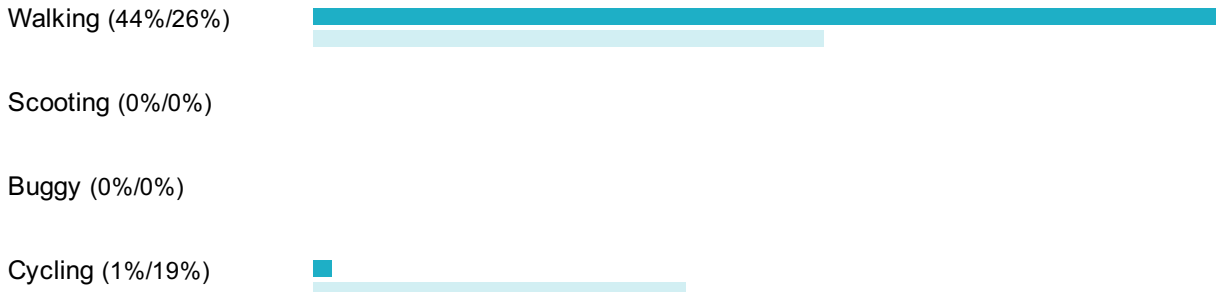 Walking (44%/26%)
Scooting (0%/0%)
Buggy (0%/0%)
Cycling (1%/19%)